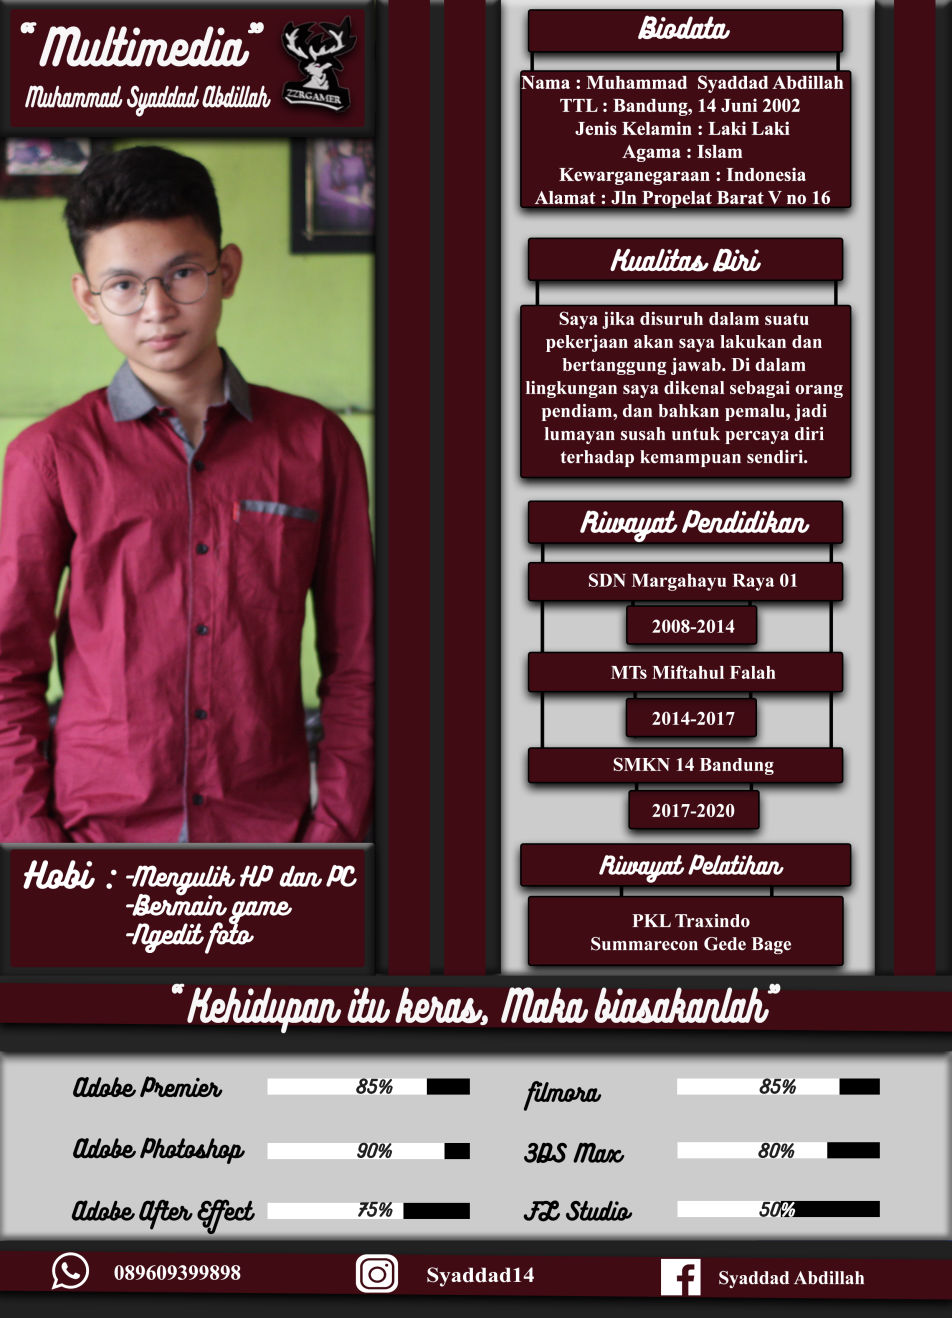 “Multimedia”
Muhammad Syaddad Abdillah
ZZRGAMER
Hobi : -Mengulik HP dan PC
-Bermain game
-Ngedit foto
Biodata
Nama : Muhammad Syaddad Abdillah
TTL : Bandung, 14 Juni 2002
Jenis Kelamin : Laki Laki
Agama : Islam
Kewarganegaraan : Indonesia
Alamat : Jln Propelat Barat V no 16
Kualitas Diri
Saya jika disuruh dalam suatu
pekerjaan akan saya lakukan dan
bertanggung jawab. Di dalam
lingkungan saya dikenal sebagai orang
pendiam, dan bahkan pemalu, jadi
lumayan susah untuk percaya diri
terhadap kemampuan sendiri.
Riwayat Pendidikan
SDN Margahayu Raya 01
2008-2014
MTs Miftahul Falah
2014-2017
SMKN 14 Bandung
2017-2020
Riwayat Pelatihan
PKL Traxindo
Summarecon Gede Bage
“Kehidupan itu keras, Maka biasakanlah”
Adobe Premier 85%
Adobe Photoshop 90%
Adobe After Effect 75%
filmora 85%
3DS Max 80%
FL Studio 50%
089609399898
Syaddad14
Syaddad Abdillah